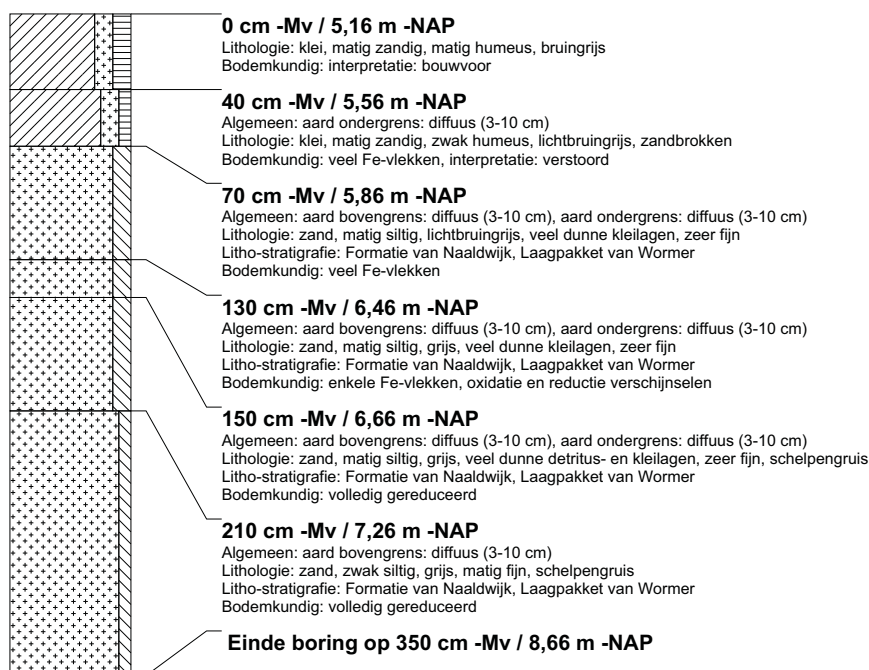 0 cm -Mv / 5,16 m -NAP
Lithologie: klei, matig zandig, matig humeus, bruingrijs
Bodemkundig: interpretatie: bouwvoor
40 cm -Mv / 5,56 m -NAP
Algemeen: aard ondergrens: diffuus (3-10 cm)
Lithologie: klei, matig zandig, zwak humeus, lichtbruingrijs, zandbrokken
Bodemkundig: veel Fe-vlekken, interpretatie: verstoord
70 cm -Mv / 5,86 m -NAP
Algemeen: aard bovengrens: diffuus (3-10 cm), aard ondergrens: diffuus (3-10 cm)
Lithologie: zand, matig siltig, lichtbruingrijs, veel dunne kleilagen, zeer fijn
Litho-stratigrafie: Formatie van Naaldwijk, Laagpakket van Wormer
Bodemkundig: veel Fe-vlekken
130 cm -Mv / 6,46 m -NAP
Algemeen: aard bovengrens: diffuus (3-10 cm), aard ondergrens: diffuus (3-10 cm)
Lithologie: zand, matig siltig, grijs, veel dunne kleilagen, zeer fijn
Litho-stratigrafie: Formatie van Naaldwijk, Laagpakket van Wormer
Bodemkundig: enkele Fe-vlekken, oxidatie en reductie verschijnselen
150 cm -Mv / 6,66 m -NAP
Algemeen: aard bovengrens: diffuus (3-10 cm), aard ondergrens: diffuus (3-10 cm)
Lithologie: zand, matig siltig, grijs, veel dunne detritus- en kleilagen, zeer fijn, schelpengruis
Litho-stratigrafie: Formatie van Naaldwijk, Laagpakket van Wormer
Bodemkundig: volledig gereduceerd
210 cm -Mv / 7,26 m -NAP
Algemeen: aard bovengrens: diffuus (3-10 cm)
Lithologie: zand, zwak siltig, grijs, matig fijn, schelpengruis
Litho-stratigrafie: Formatie van Naaldwijk, Laagpakket van Wormer
Bodemkundig: volledig gereduceerd
Einde boring op 350 cm -Mv / 8,66 m -NAP